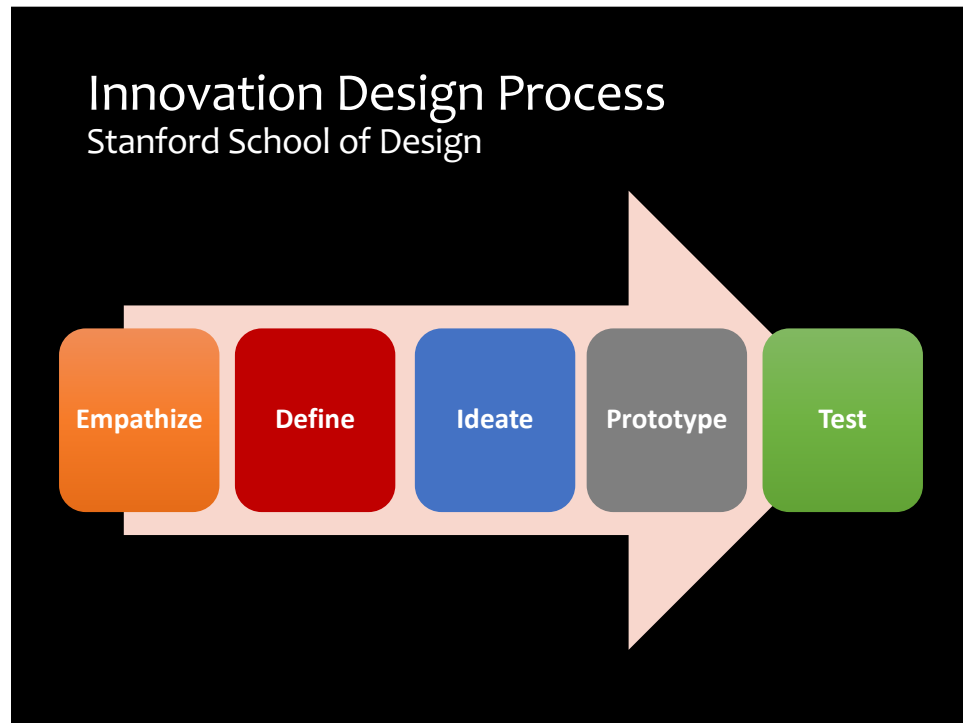 Innovation Design Process
Stanford School of Design
Empathize
Define
Ideate
Prototype
Test